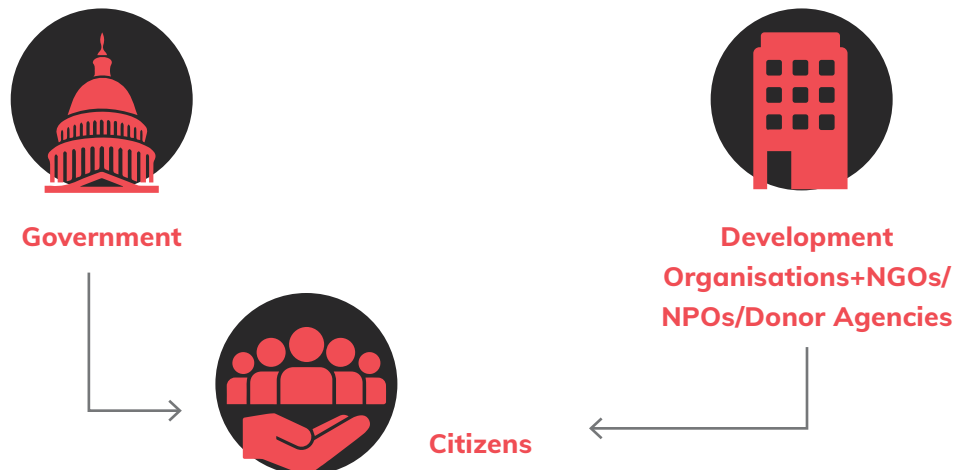 Government
Development
Organisations+NGOs/
NPOs/Donor Agencies
Citizens